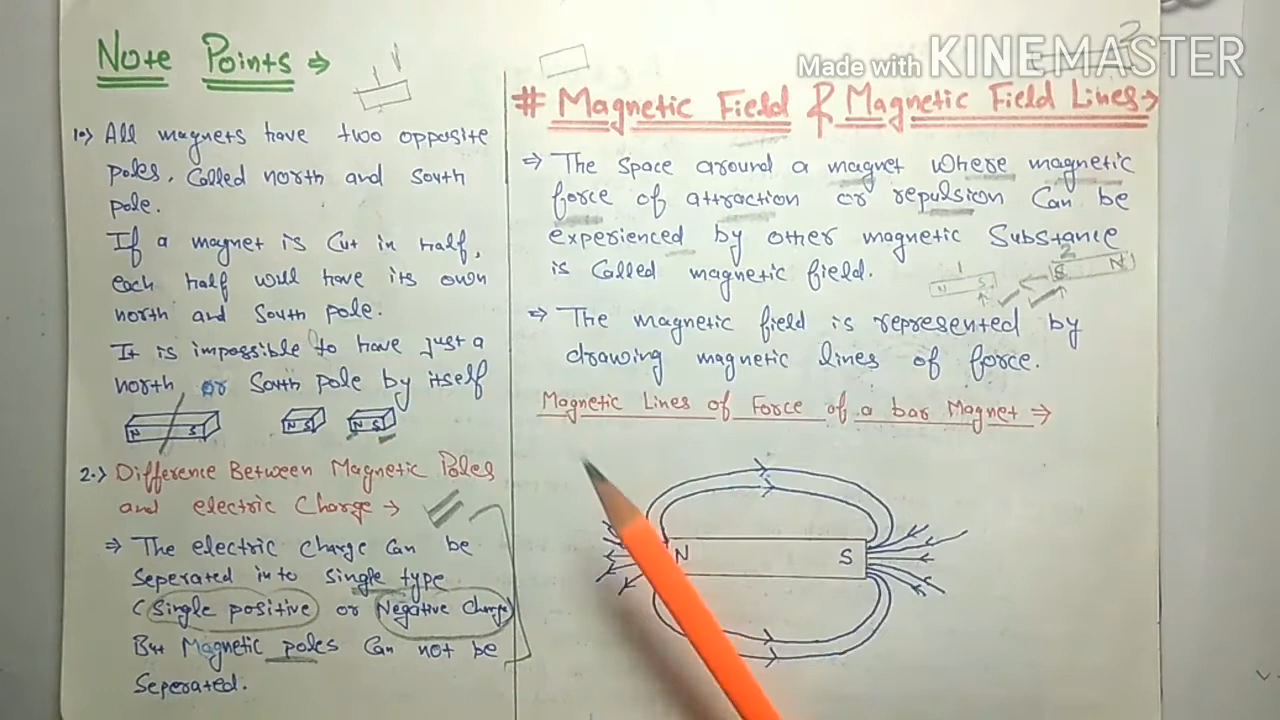 Made with KINEMASTER
Note Points ⇒
1.) All magnets have two opposite
poles. Called north and south
pole.
If a magnet is cut in half,
each half will have its own
north and south pole.
It is impossible to have just a
north or south pole by itself
N S N S N S
2.) Difference Between Magnetic Poles
and electric Charge →
⇒ The electric charge can be
seperated into single type
(Single positive or Negative Charge)
But Magnetic poles can not be
seperated.
# Magnetic Field & Magnetic Field Lines →
⇒ The space around a magnet where magnetic
force of attraction or repulsion can be
experienced by other magnetic substance
is called magnetic field.
1 2
N S S N
⇒ The magnetic field is represented by
drawing magnetic lines of force.
Magnetic Lines of Force of a bar Magnet ⇒
N S